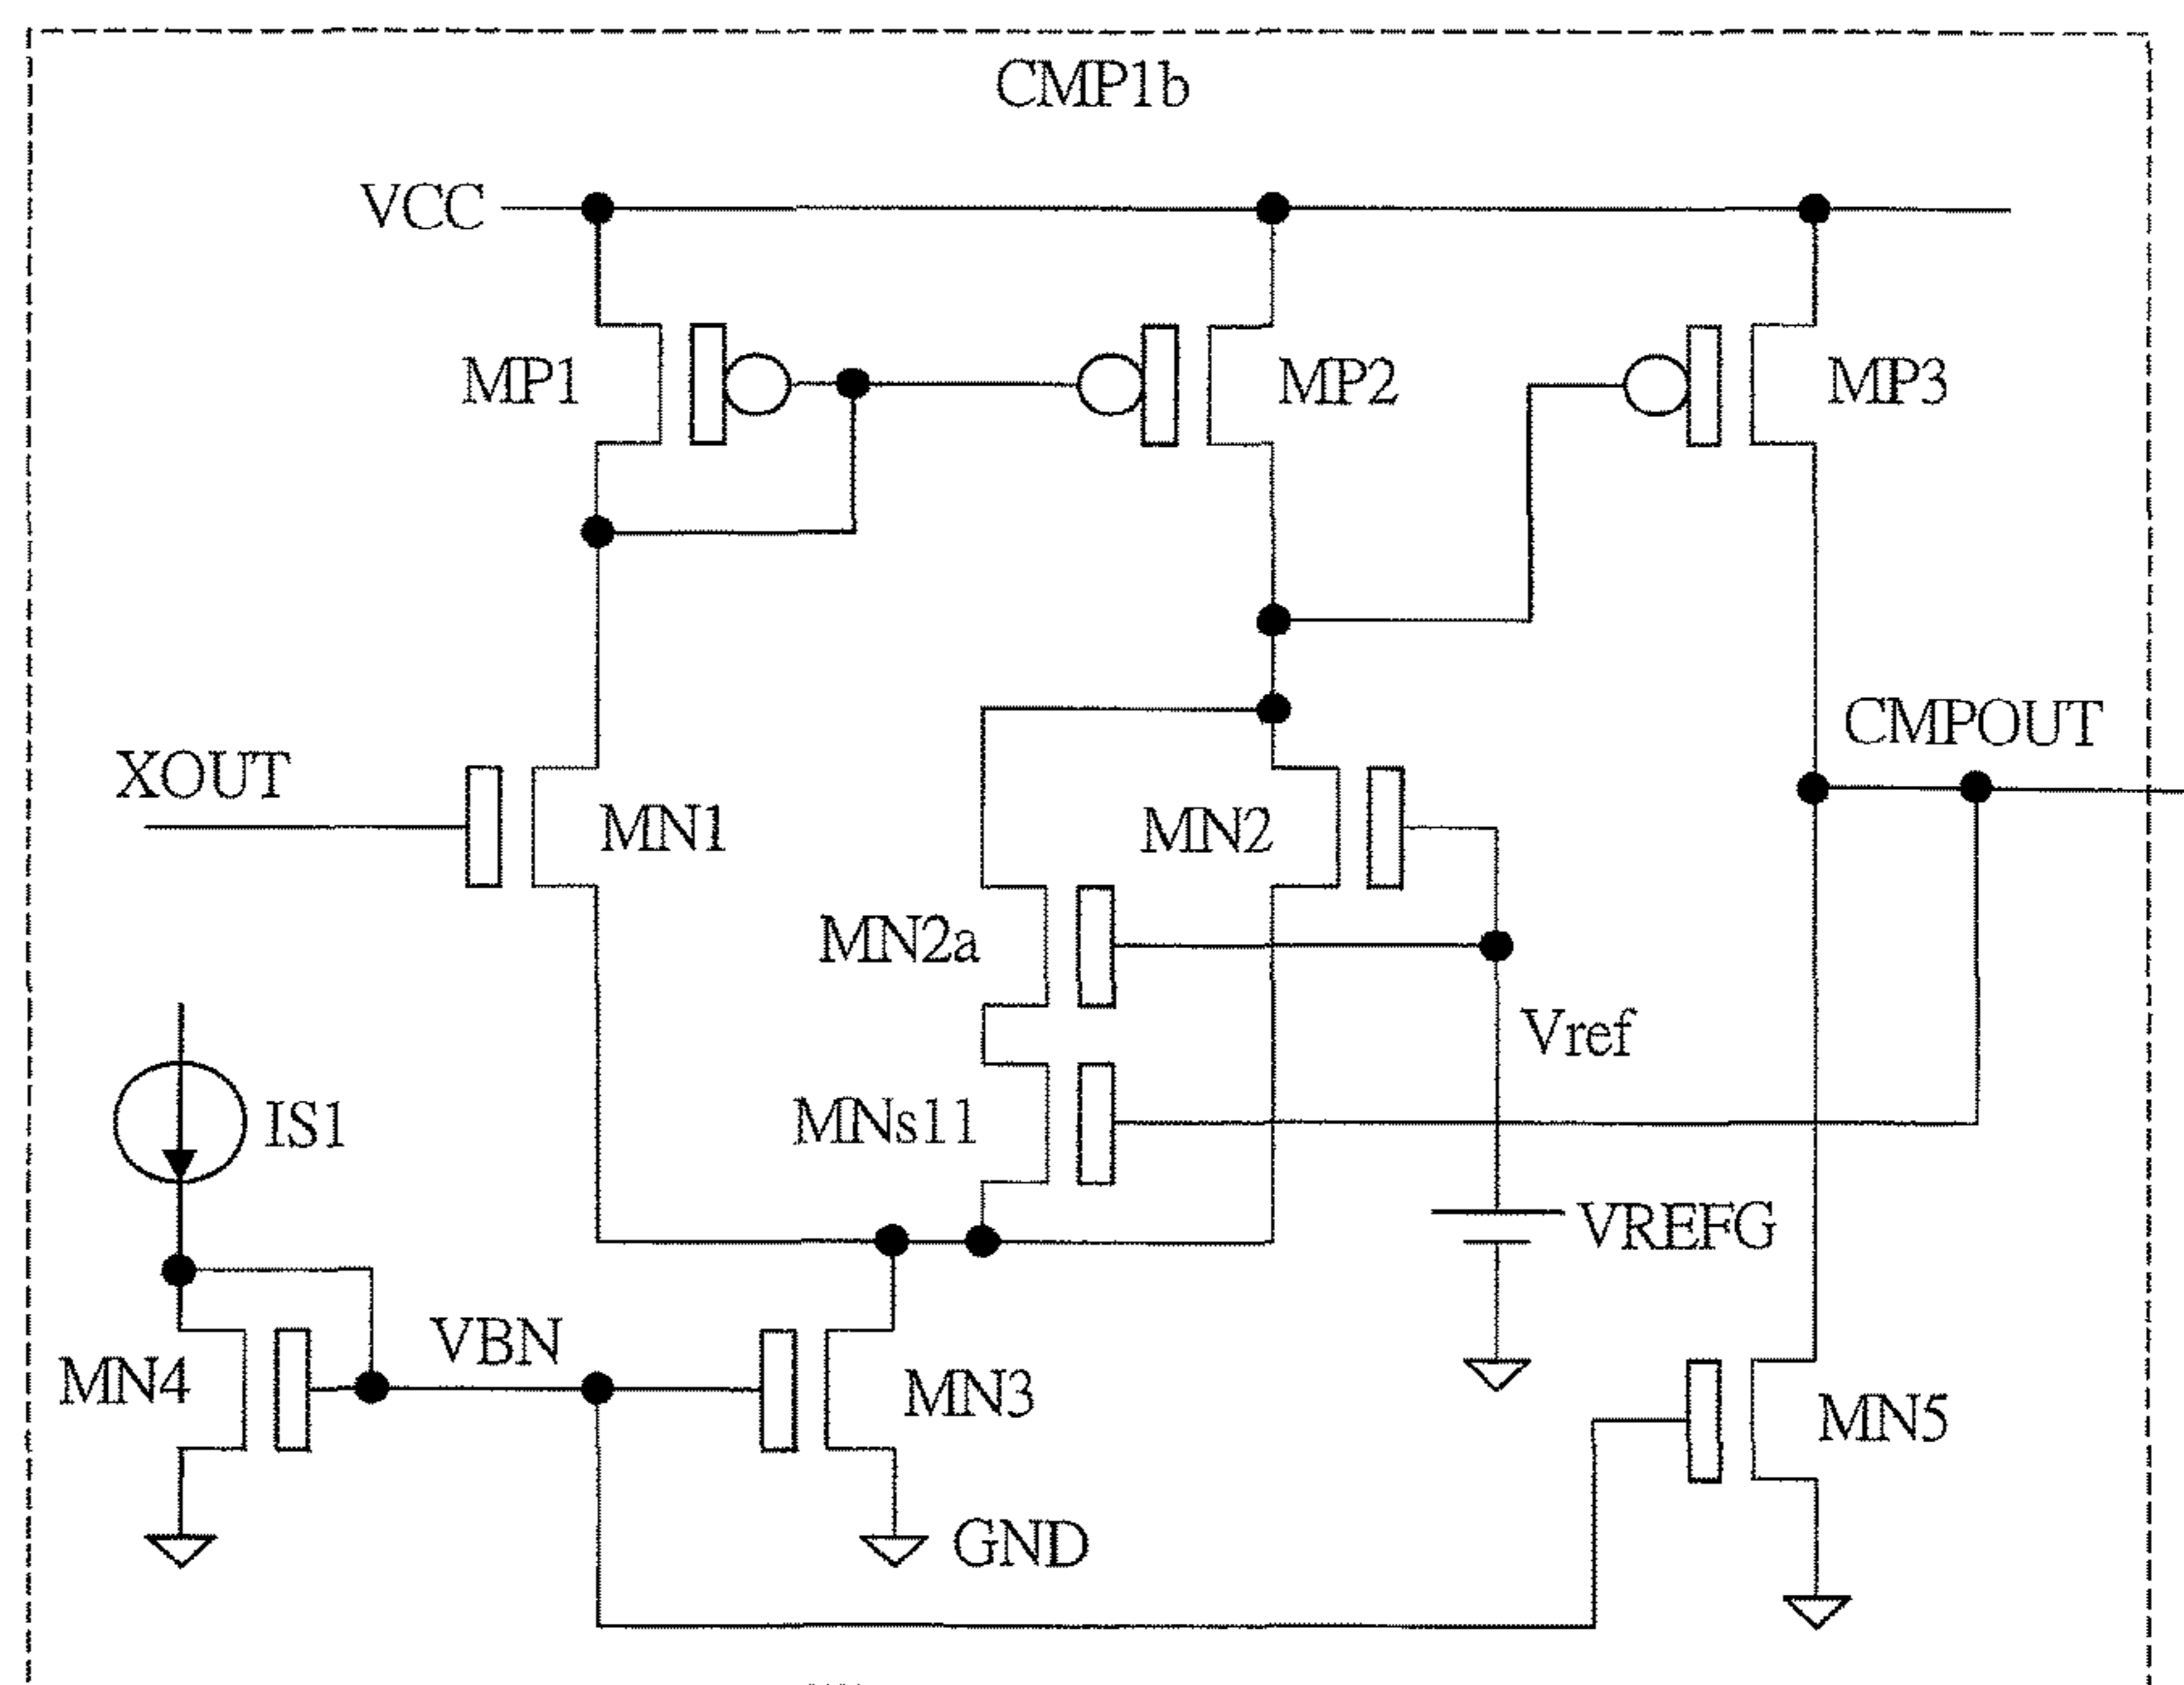 CMP1b
VCC
MP1
MP2
MP3
XOUT
MN1
MN2
CMPOUT
MN2a
Vref
IS1
MNs11
VREFG
MN4
VBN
MN3
MN5
GND